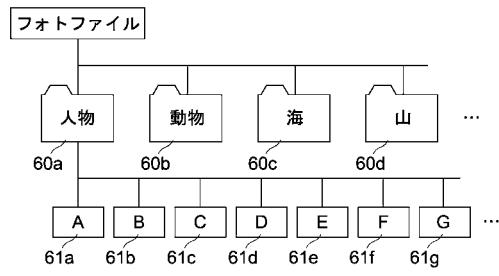 フォトファイル
人物 動物 海 山 …
60a 60b 60c 60d
A B C D E F G …
61a 61b 61c 61d 61e 61f 61g